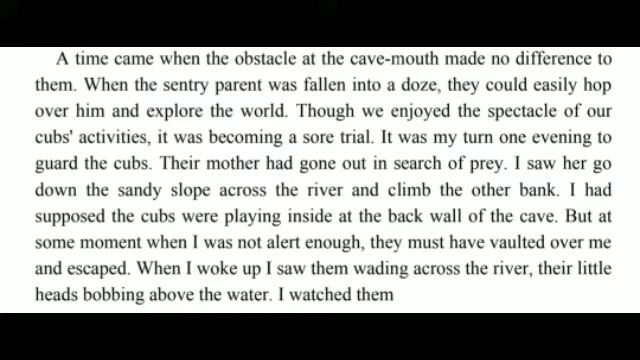 A time came when the obstacle at the cave-mouth made no difference to
them. When the sentry parent was fallen into a doze, they could easily hop
over him and explore the world. Though we enjoyed the spectacle of our
cubs' activities, it was becoming a sore trial. It was my turn one evening to
guard the cubs. Their mother had gone out in search of prey. I saw her go
down the sandy slope across the river and climb the other bank. I had
supposed the cubs were playing inside at the back wall of the cave. But at
some moment when I was not alert enough, they must have vaulted over me
and escaped. When I woke up I saw them wading across the river, their little
heads bobbing above the water. I watched them